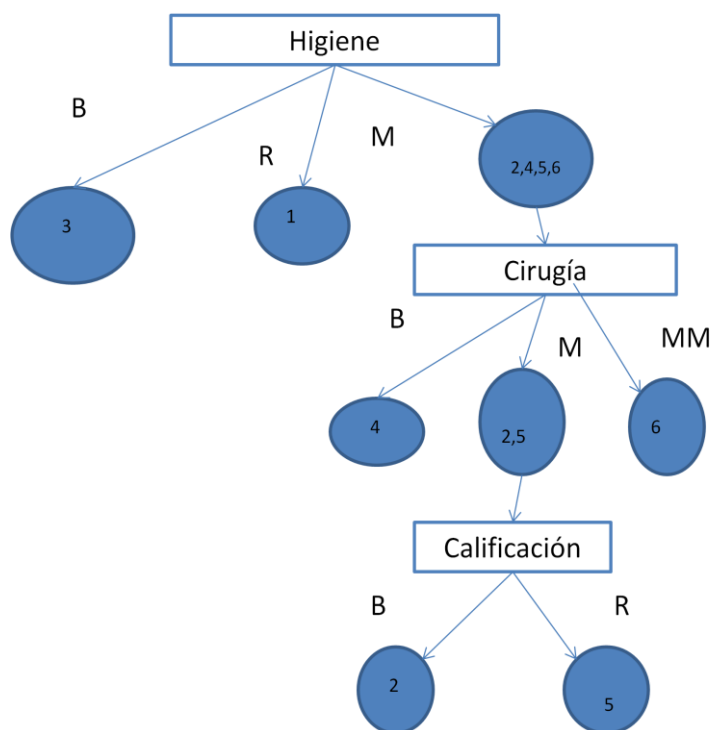 Higiene
B
R
M
2,4,5,6
3
1
Cirugía
B
M
MM
4
2,5
6
Calificación
B
R
2
5